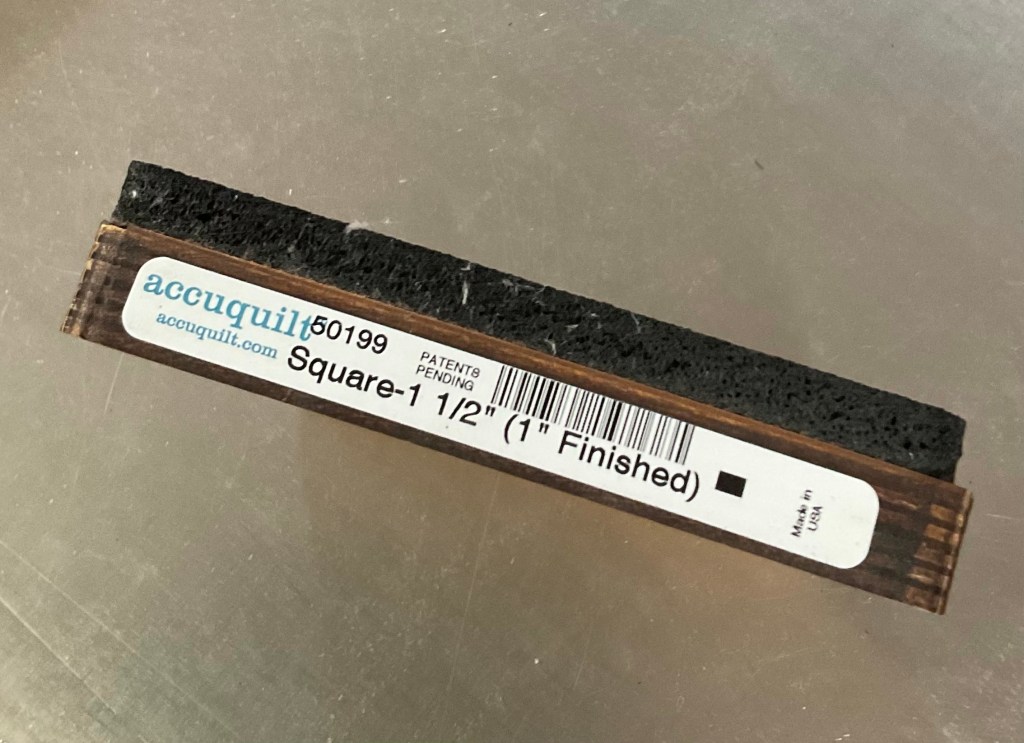 accuquilt
accuquilt.com
50199
PATENTS
PENDING
Square-1 1/2" (1" Finished)
Made in
USA